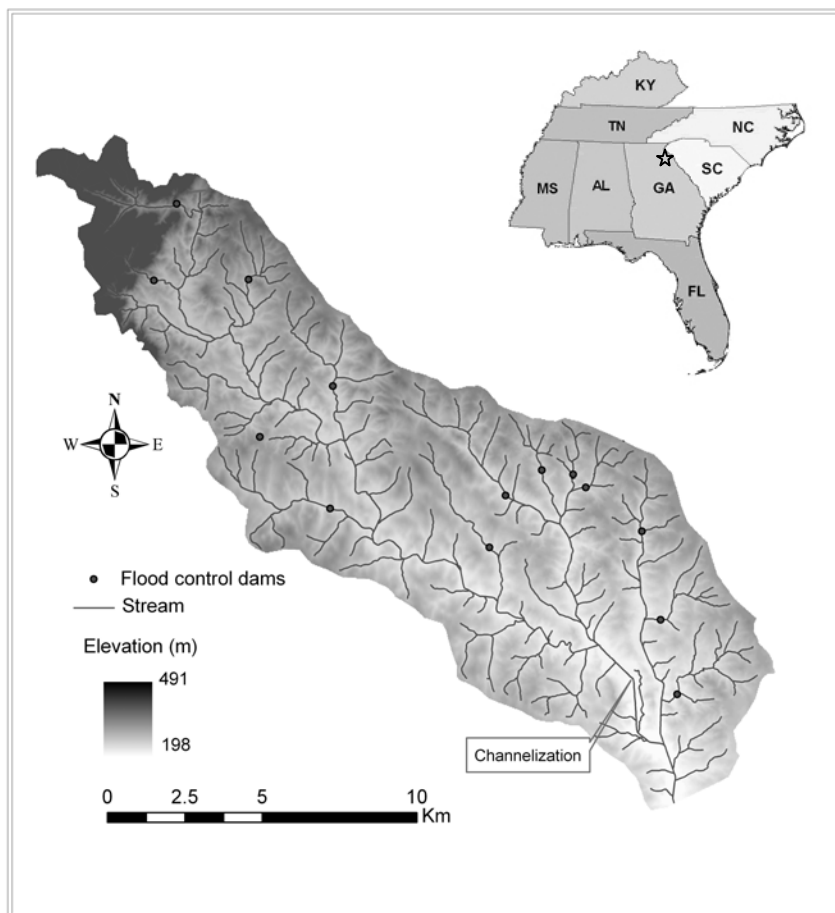 KY
TN
NC
SC
MS
AL
GA
FL
N
W
E
S
Flood control dams
Stream
Elevation (m)
491
198
Channelization
0 2.5 5 10
Km